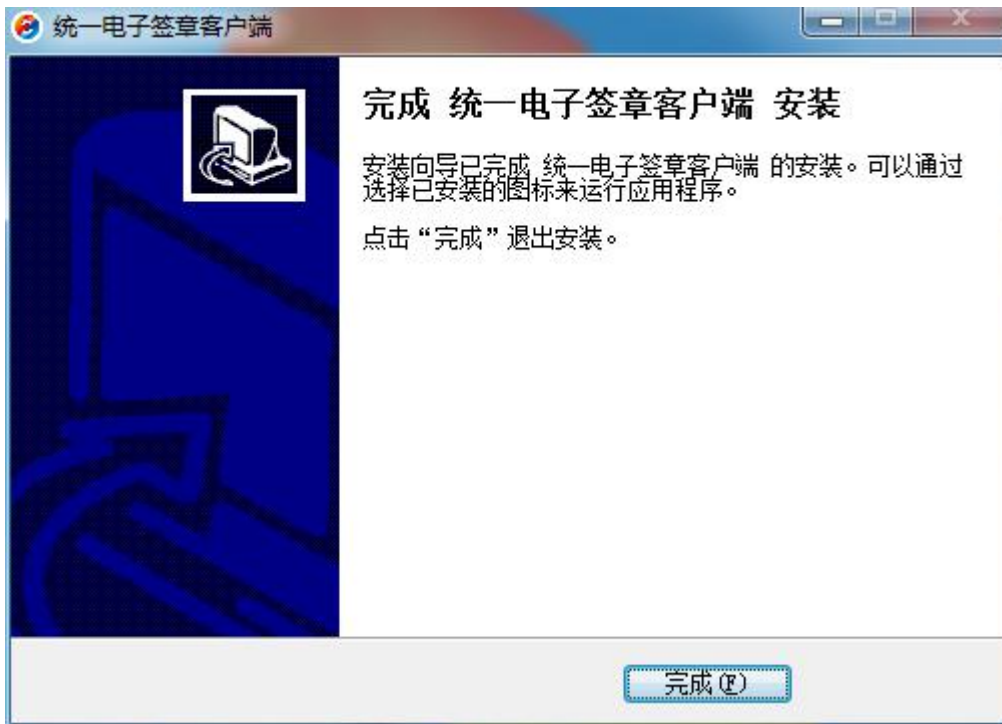 统一电子签章客户端
完成 统一电子签章客户端 安装
安装向导已完成 统一电子签章客户端 的安装。可以通过
选择已安装的图标来运行应用程序。
点击“完成”退出安装。
完成(F)